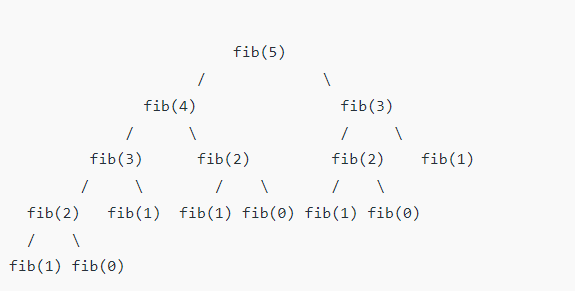 fib(5)
/ \
fib(4) fib(3)
/ \ / \
fib(3) fib(2) fib(2) fib(1)
/ \ / \ / \
fib(2) fib(1) fib(1) fib(0) fib(1) fib(0)
/ \
fib(1) fib(0)